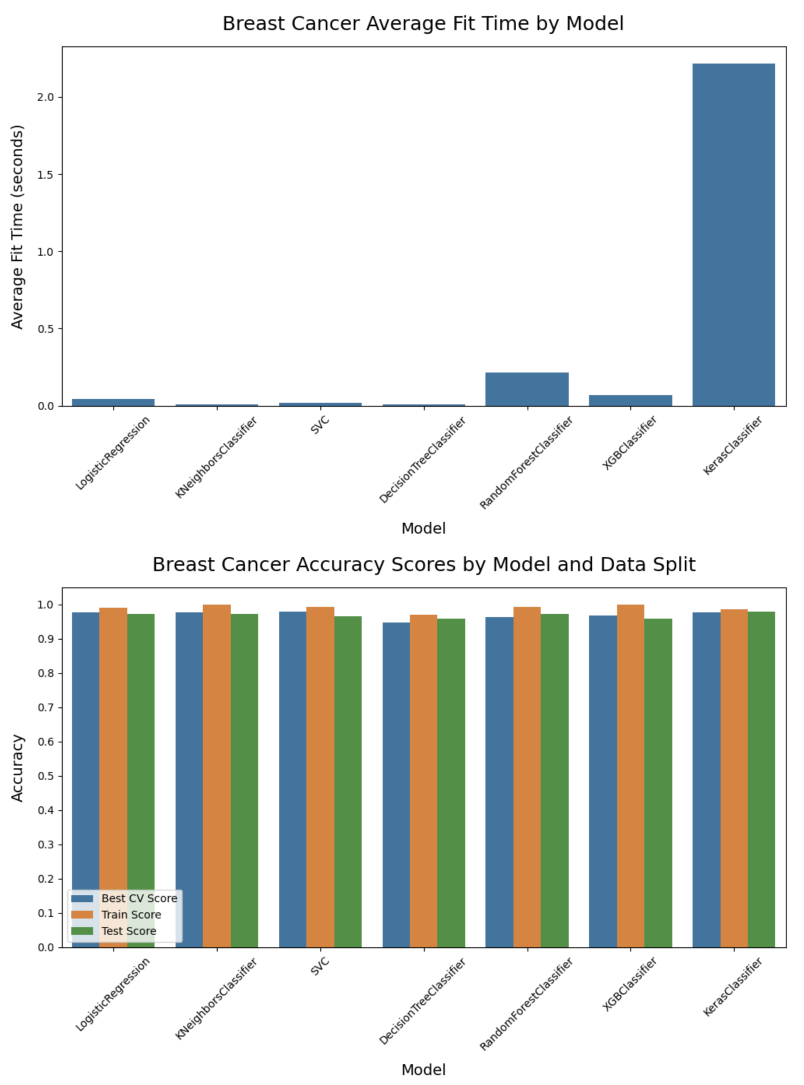 Breast Cancer Average Fit Time by Model
Average Fit Time (seconds)
2.0
1.5
1.0
0.5
0.0
LogisticRegression
KNeighborsClassifier
SVC
DecisionTreeClassifier
RandomForestClassifier
XGBClassifier
KerasClassifier
Model
Breast Cancer Accuracy Scores by Model and Data Split
Accuracy
1.0
0.9
0.8
0.7
0.6
0.5
0.4
0.3
0.2
0.1
0.0
Best CV Score
Train Score
Test Score
LogisticRegression
KNeighborsClassifier
SVC
DecisionTreeClassifier
RandomForestClassifier
XGBClassifier
KerasClassifier
Model